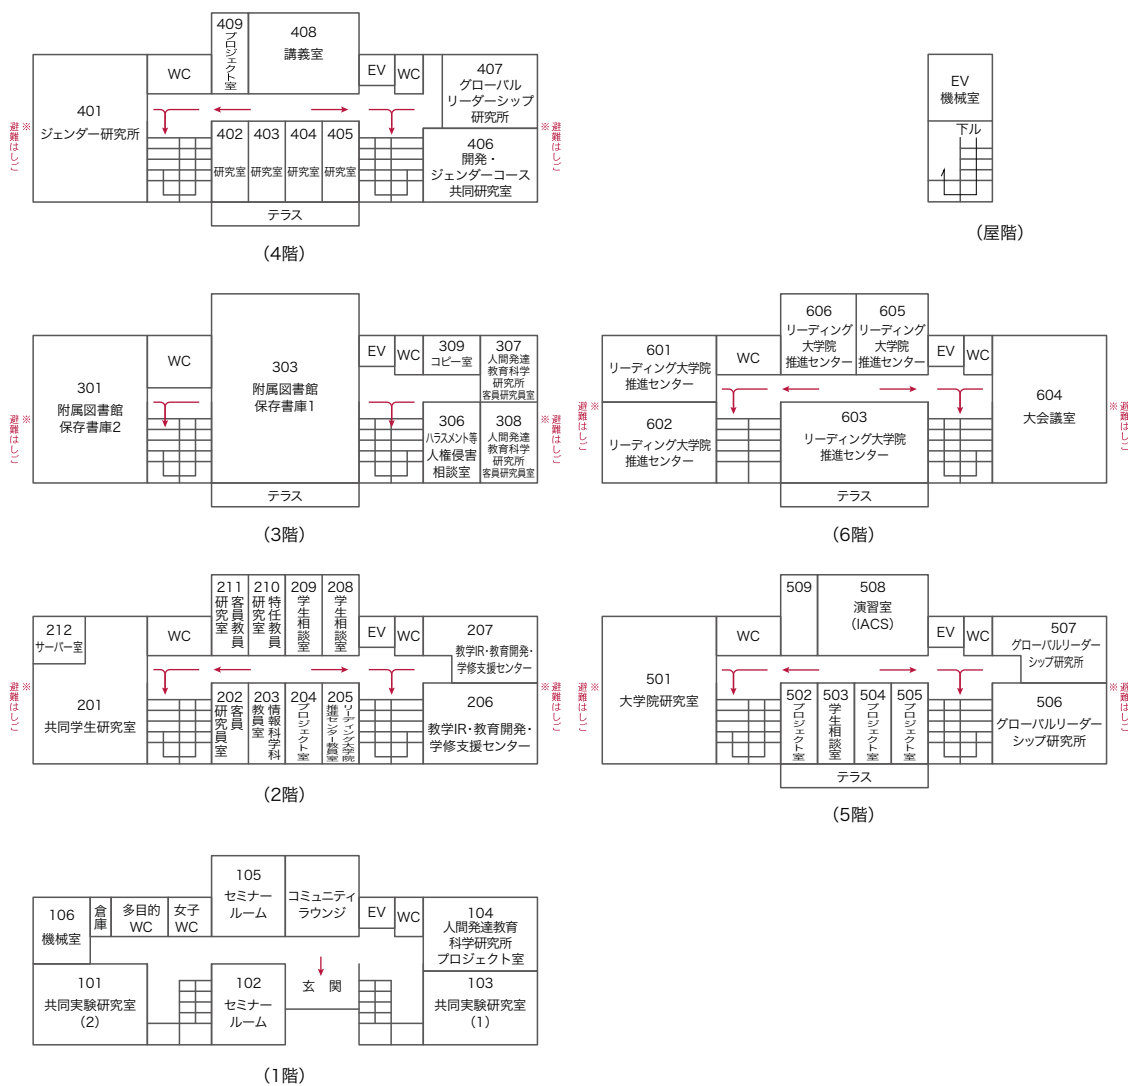 409
プロジェクト室
408
講義室
WC
EV
WC
407
グローバル
リーダーシップ
研究所
401
ジェンダー研究所
402
研究室
403
研究室
404
研究室
405
研究室
406
開発・
ジェンダーコース
共同研究室
※
避難はしご
※
避難はしご
テラス
（4階）
EV
機械室
下ル
（屋階）
301
附属図書館
保存書庫2
WC
303
附属図書館
保存書庫1
EV
WC
309
コピー室
307
人間発達
教育科学
研究所
客員研究員室
306
ハラスメント等
人権侵害
相談室
308
人間発達
教育科学
研究所
客員研究員室
※
避難はしご
※
避難はしご
テラス
（3階）
606
リーディング
大学院
推進センター
605
リーディング
大学院
推進センター
601
リーディング大学院
推進センター
WC
EV
WC
604
大会議室
602
リーディング大学院
推進センター
603
リーディング大学院
推進センター
※
避難はしご
※
避難はしご
テラス
（6階）
211
客員教員
研究室
210
特任教員
研究室
209
学生相談室
208
学生相談室
212
サーバー室
WC
EV
WC
207
教学IR・教育開発・
学修支援センター
201
共同学生研究室
202
客員
研究員室
203
情報科学科
教員室
204
プロジェクト室
205
リーディング大学院
推進センター教員室
206
教学IR・教育開発・
学修支援センター
※
避難はしご
※
避難はしご
（2階）
509
508
演習室
（IACS）
WC
EV
WC
507
グローバルリーダー
シップ研究所
501
大学院研究室
502
プロジェクト室
503
学生相談室
504
プロジェクト室
505
プロジェクト室
506
グローバルリーダー
シップ研究所
※
避難はしご
※
避難はしご
テラス
（5階）
106
機械室
倉庫
多目的
WC
女子
WC
105
セミナー
ルーム
コミュニティ
ラウンジ
EV
WC
104
人間発達教育
科学研究所
プロジェクト室
101
共同実験研究室
（2）
102
セミナー
ルーム
玄　関
103
共同実験研究室
（1）
（1階）